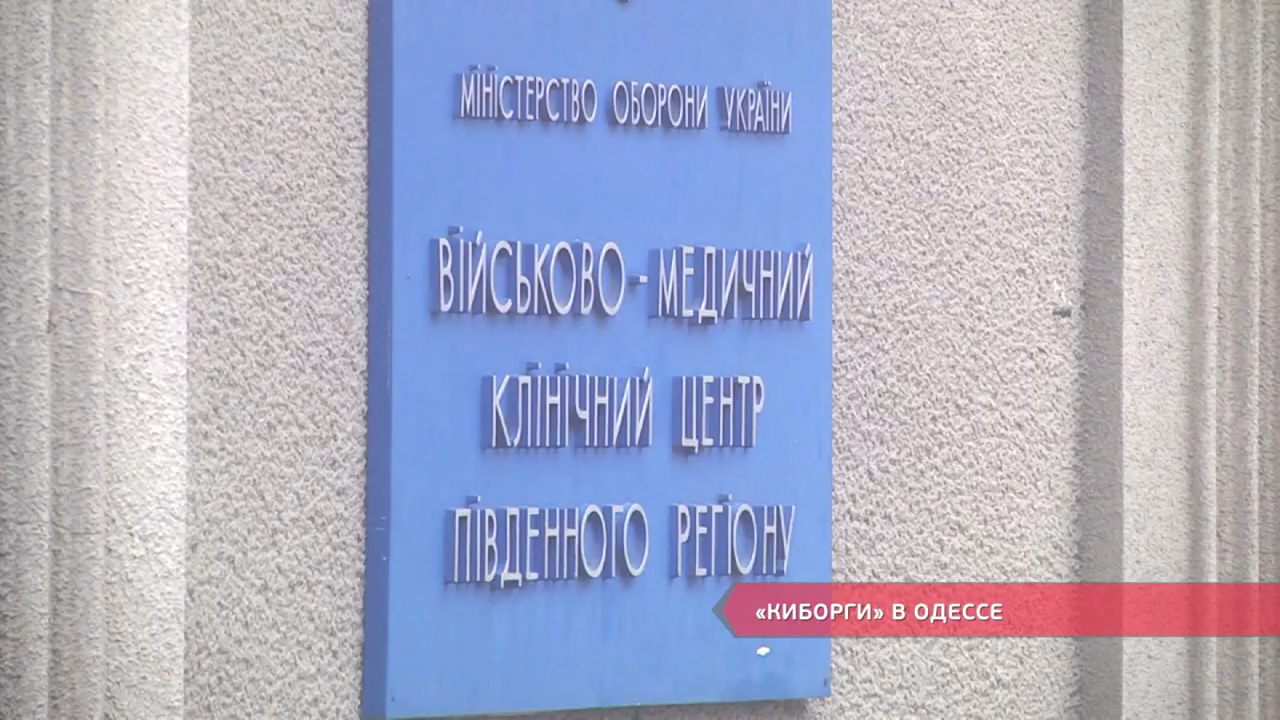 МІНІСТЕРСТВО ОБОРОНИ УКРАЇНИ
ВІЙСЬКОВО-МЕДИЧНИЙ
КЛІНІЧНИЙ ЦЕНТР
ПІВДЕННОГО РЕГІОНУ
«КИБОРГИ» В ОДЕССЕ